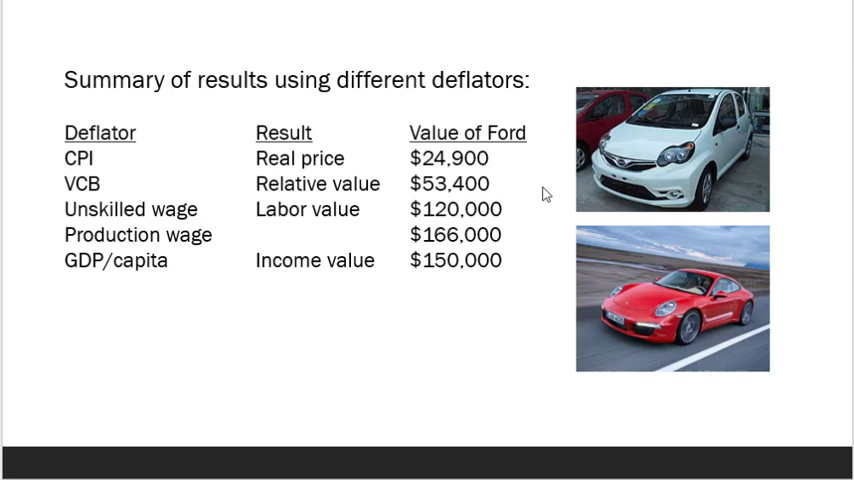 Summary of results using different deflators:
Deflator Result Value of Ford
CPI Real price $24,900
VCB Relative value $53,400
Unskilled wage Labor value $120,000
Production wage $166,000
GDP/capita Income value $150,000